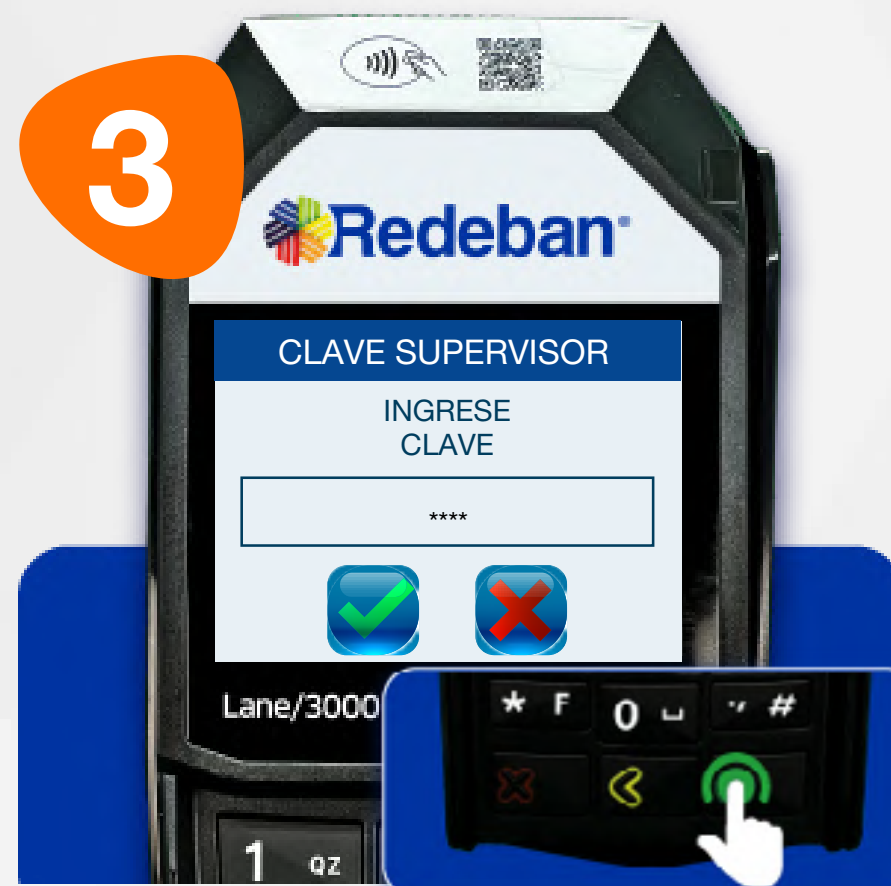 3
Redeban®
CLAVE SUPERVISOR
INGRESE
CLAVE
****
Lane/3000
* F
0
., #
1 QZ